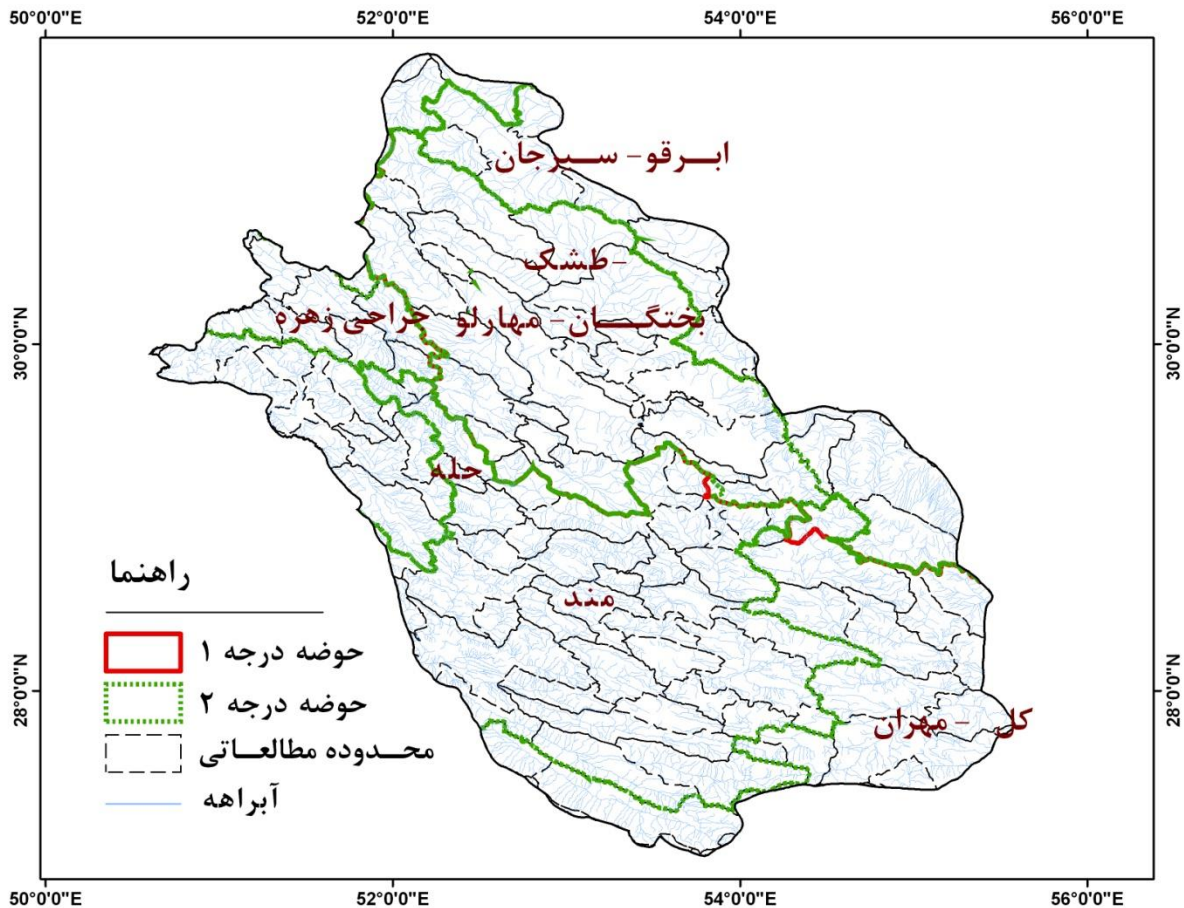 50°0'0"E 52°0'0"E 54°0'0"E 56°0'0"E
ابرقو - سیرجان
طشک -
30°0'0"N
30°0'0"N
جراحی زهره
بختگان - مهارلو
حله
مند
28°0'0"N
28°0'0"N
کل - مهران
راهنما
حوضه درجه ۱
حوضه درجه ۲
محدوده مطالعاتی
آبراهه
50°0'0"E 52°0'0"E 54°0'0"E 56°0'0"E